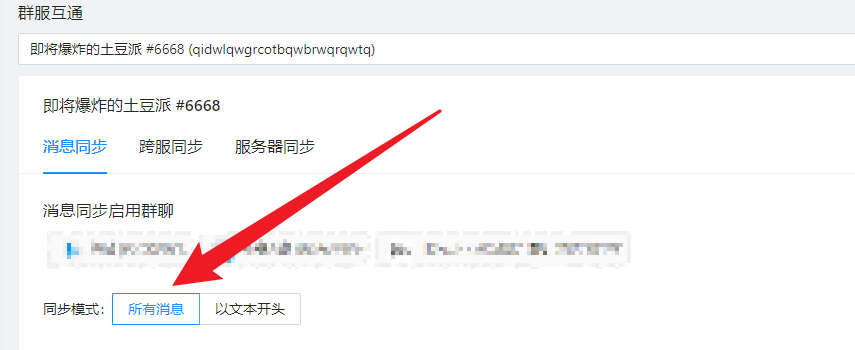 群服互通
即将爆炸的土豆派 #6668 (qidwlqwgrcotbqwbrwqrqwtq)
即将爆炸的土豆派 #6668
消息同步 跨服同步 服务器同步
消息同步启用群聊
同步模式: 所有消息 以文本开头